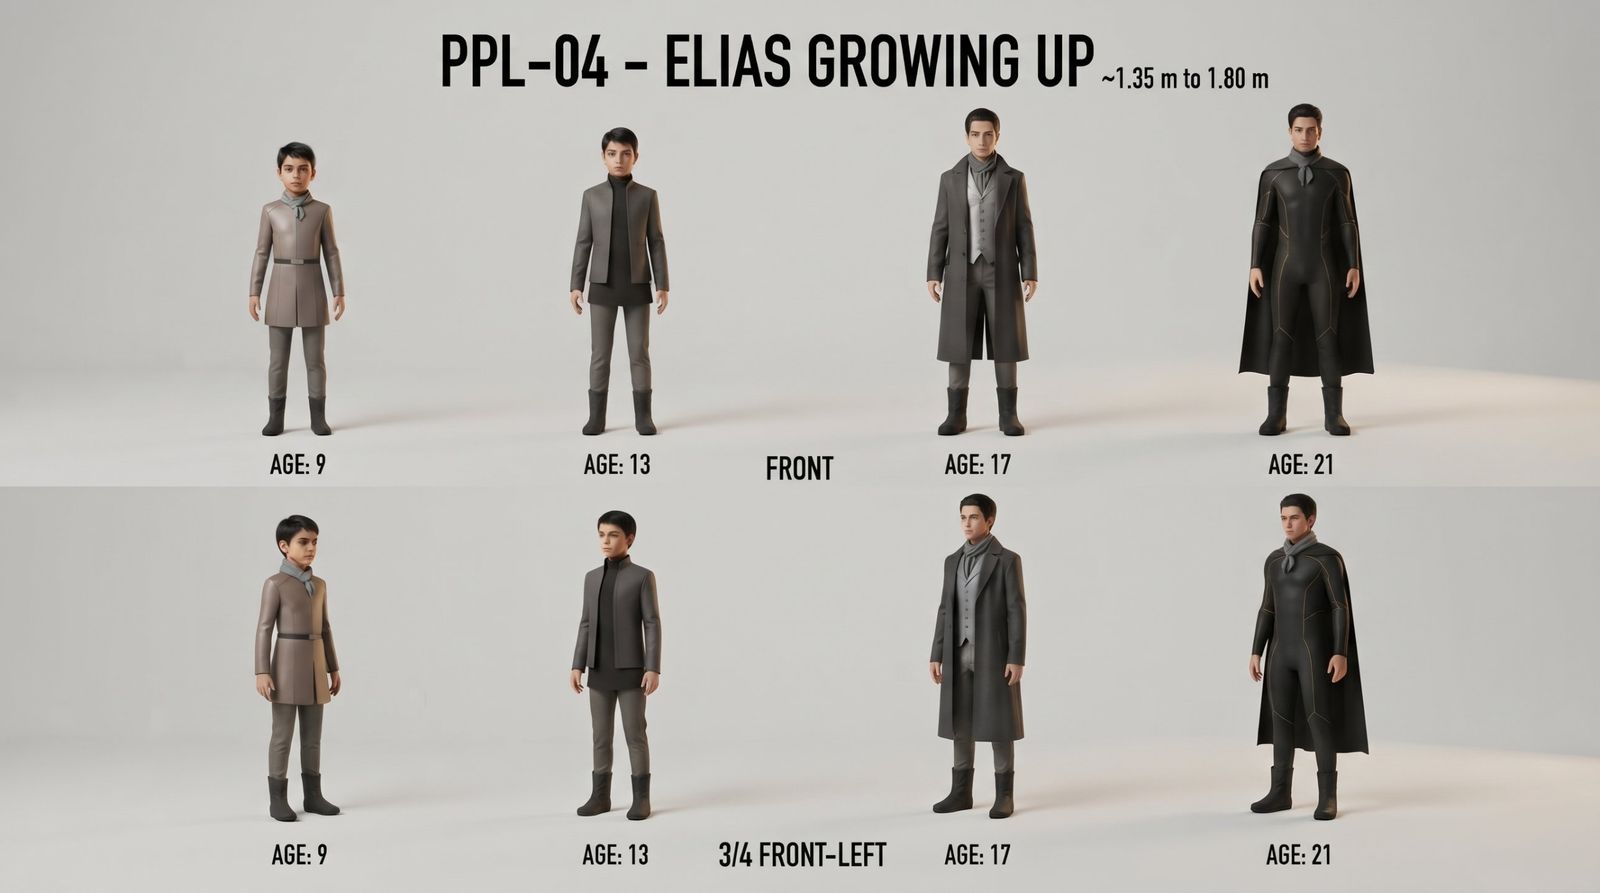 PPL-04 - ELIAS GROWING UP ~1.35 m to 1.80 m
AGE: 9
AGE: 13
FRONT
AGE: 17
AGE: 21
AGE: 9
AGE: 13
3/4 FRONT-LEFT
AGE: 17
AGE: 21